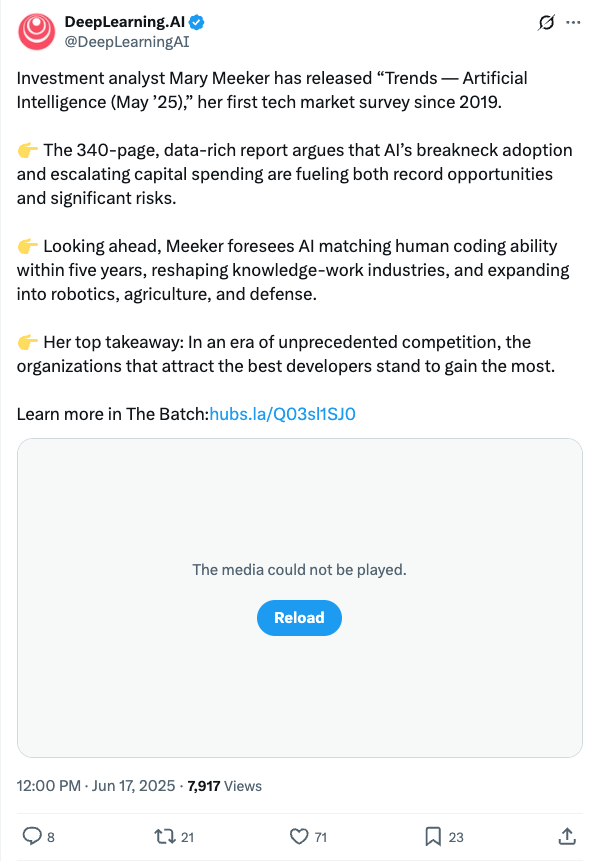 DeepLearning.AI
@DeepLearningAI
Investment analyst Mary Meeker has released “Trends — Artificial
Intelligence (May ’25),” her first tech market survey since 2019.
👉 The 340-page, data-rich report argues that AI’s breakneck adoption
and escalating capital spending are fueling both record opportunities
and significant risks.
👉 Looking ahead, Meeker foresees AI matching human coding ability
within five years, reshaping knowledge-work industries, and expanding
into robotics, agriculture, and defense.
👉 Her top takeaway: In an era of unprecedented competition, the
organizations that attract the best developers stand to gain the most.
Learn more in The Batch:hubs.la/Q03sl1SJ0
The media could not be played.
Reload
12:00 PM · Jun 17, 2025 · 7,917 Views
8 21 71 23